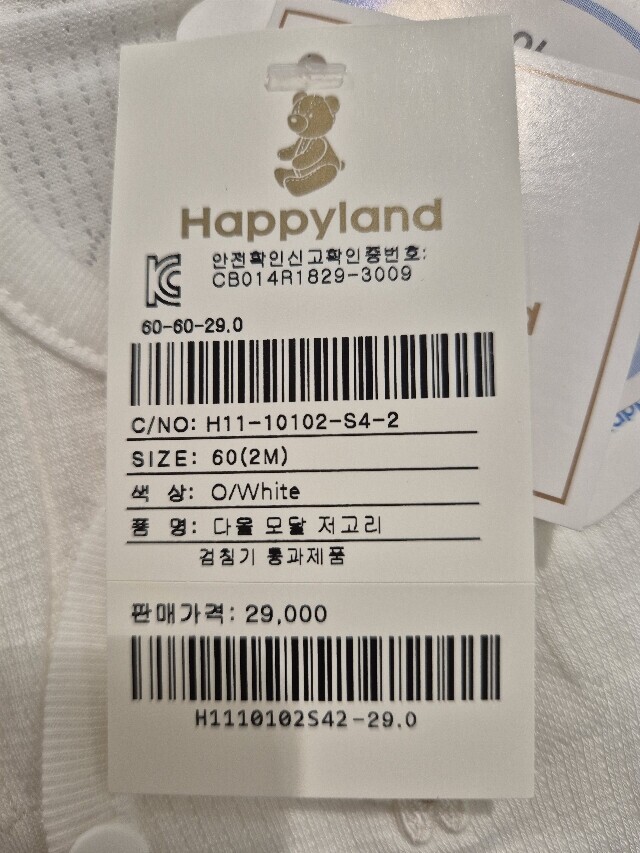 Happyland
안전확인신고확인증번호:
CB014R1829-3009
60-60-29.0
C/NO: H11-10102-S4-2
SIZE: 60(2M)
색 상: O/White
품 명: 다울 모달 저고리
검침기 통과제품
판매가격: 29,000
H1110102S42-29.0